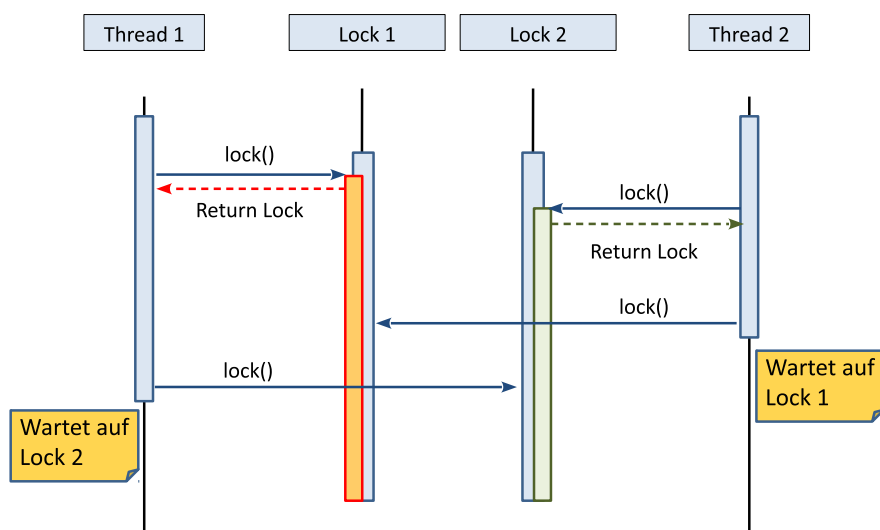 Thread 1
Lock 1
Lock 2
Thread 2
lock()
Return Lock
lock()
Return Lock
lock()
lock()
Wartet auf
Lock 1
Wartet auf
Lock 2